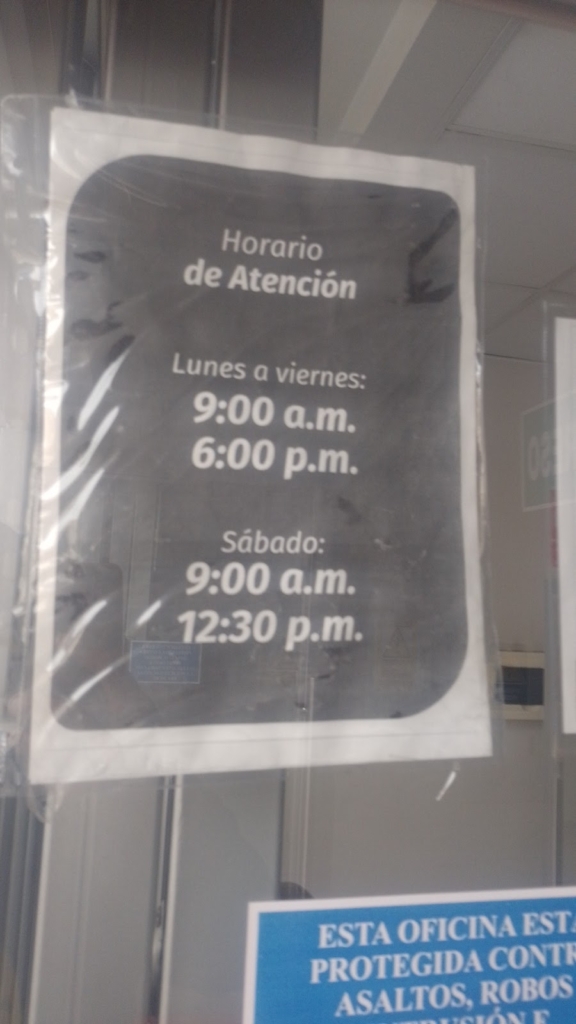 Horario
de Atención
Lunes a viernes:
9:00 a.m.
6:00 p.m.
Sábado:
9:00 a.m.
12:30 p.m.
ESTA OFICINA ESTA
PROTEGIDA CONTR
ASALTOS, ROBOS